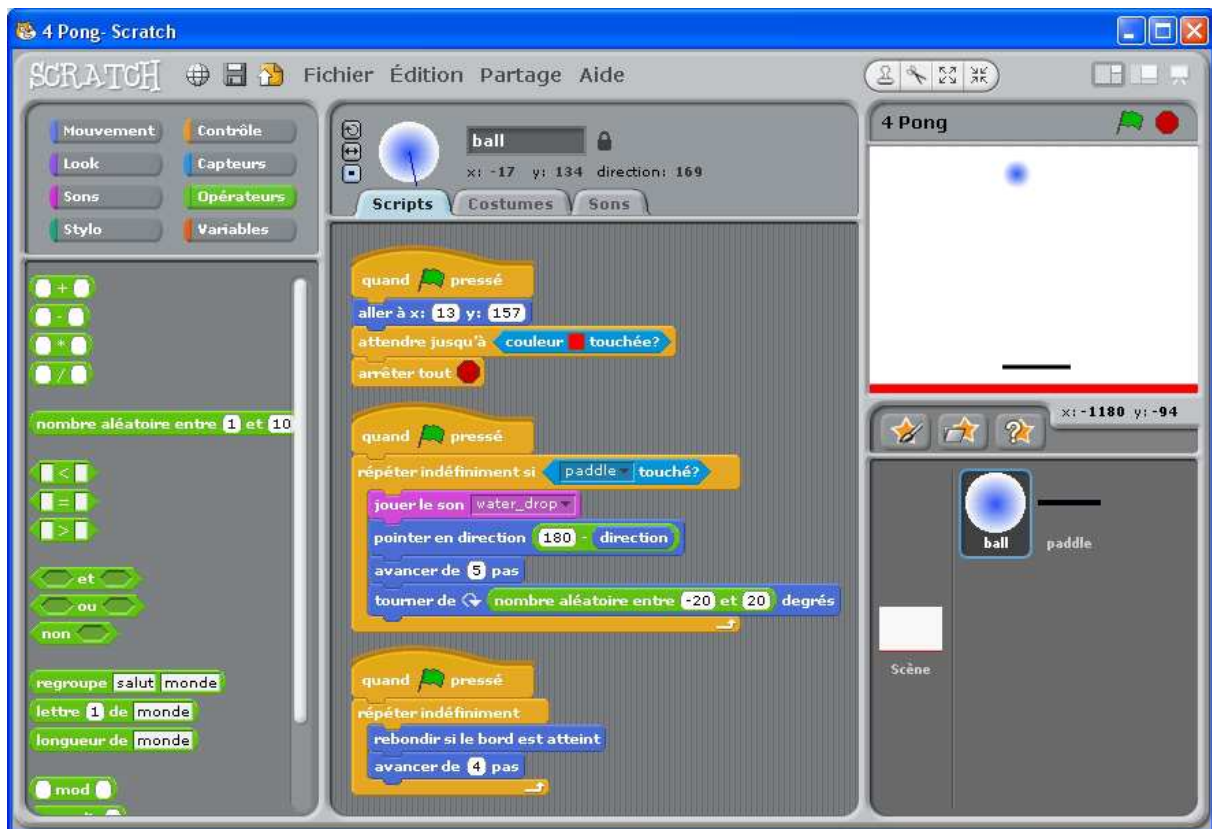 4 Pong- Scratch
SCRATCH Fichier Édition Partage Aide
Mouvement Contrôle
Look Capteurs
Sons Opérateurs
Stylo Variables
+
-
*
/
nombre aléatoire entre 1 et 10
<
=
>
et
ou
non
regroupe salut monde
lettre 1 de monde
longueur de monde
mod
ball
x: -17 y: 134 direction: 169
Scripts Costumes Sons
quand pressé
aller à x: 13 y: 157
attendre jusqu'à couleur touchée?
arrêter tout
quand pressé
répéter indéfiniment si paddle touché?
jouer le son water_drop
pointer en direction 180 - direction
avancer de 5 pas
tourner de nombre aléatoire entre -20 et 20 degrés
quand pressé
répéter indéfiniment
rebondir si le bord est atteint
avancer de 4 pas
4 Pong
x: -1180 y: -94
ball paddle
Scène